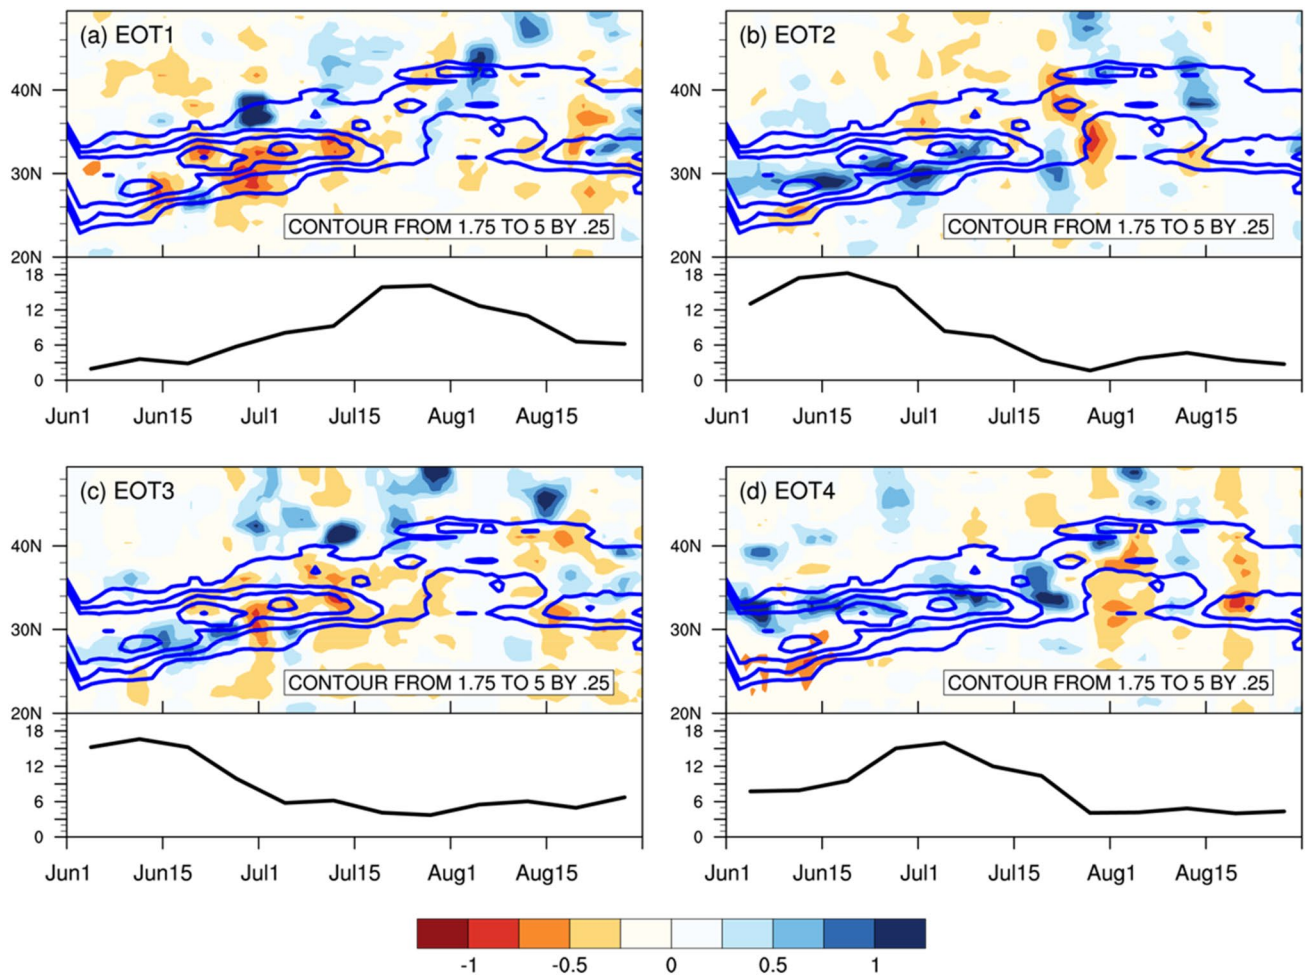 (a) EOT1
(b) EOT2
40N
30N
20N
CONTOUR FROM 1.75 TO 5 BY .25
CONTOUR FROM 1.75 TO 5 BY .25
40N
30N
20N
18
12
6
0
18
12
6
0
Jun1 Jun15 Jul1 Jul15 Aug1 Aug15
Jun1 Jun15 Jul1 Jul15 Aug1 Aug15
(c) EOT3
(d) EOT4
40N
30N
20N
CONTOUR FROM 1.75 TO 5 BY .25
CONTOUR FROM 1.75 TO 5 BY .25
40N
30N
20N
18
12
6
0
18
12
6
0
Jun1 Jun15 Jul1 Jul15 Aug1 Aug15
Jun1 Jun15 Jul1 Jul15 Aug1 Aug15
-1 -0.5 0 0.5 1